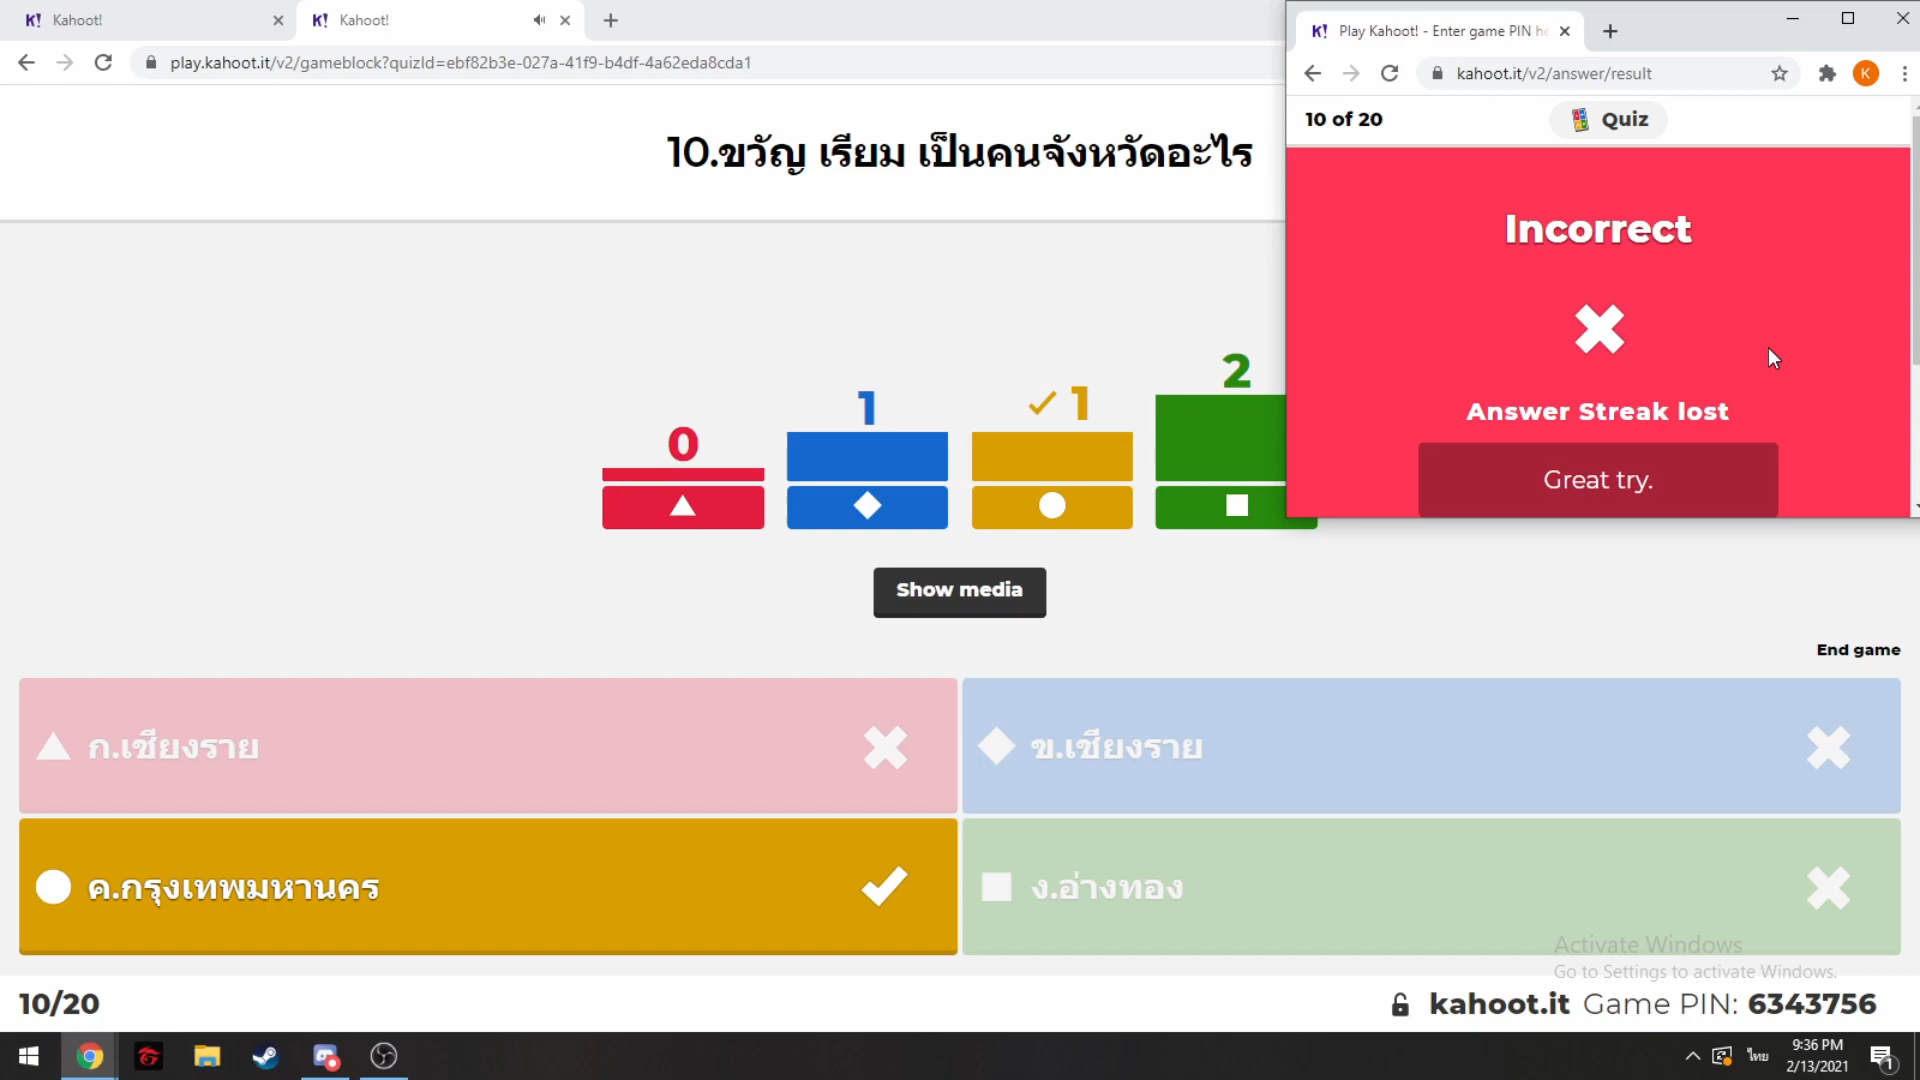 Kahoot!
Kahoot!
play.kahoot.it/v2/gameblock?quizId=ebf82b3e-027a-41f9-b4df-4a62eda8cda1
10.ขวัญ เรียม เป็นคนจังหวัดอะไร
Play Kahoot! - Enter game PIN he
kahoot.it/v2/answer/result
K
10 of 20
Quiz
Incorrect
Answer Streak lost
Great try.
0
1
1
2
Show media
End game
ก.เชียงราย
ข.เชียงราย
ค.กรุงเทพมหานคร
ง.อ่างทอง
Activate Windows
Go to Settings to activate Windows.
10/20
kahoot.it Game PIN: 6343756
ไทย
9:36 PM
2/13/2021
1